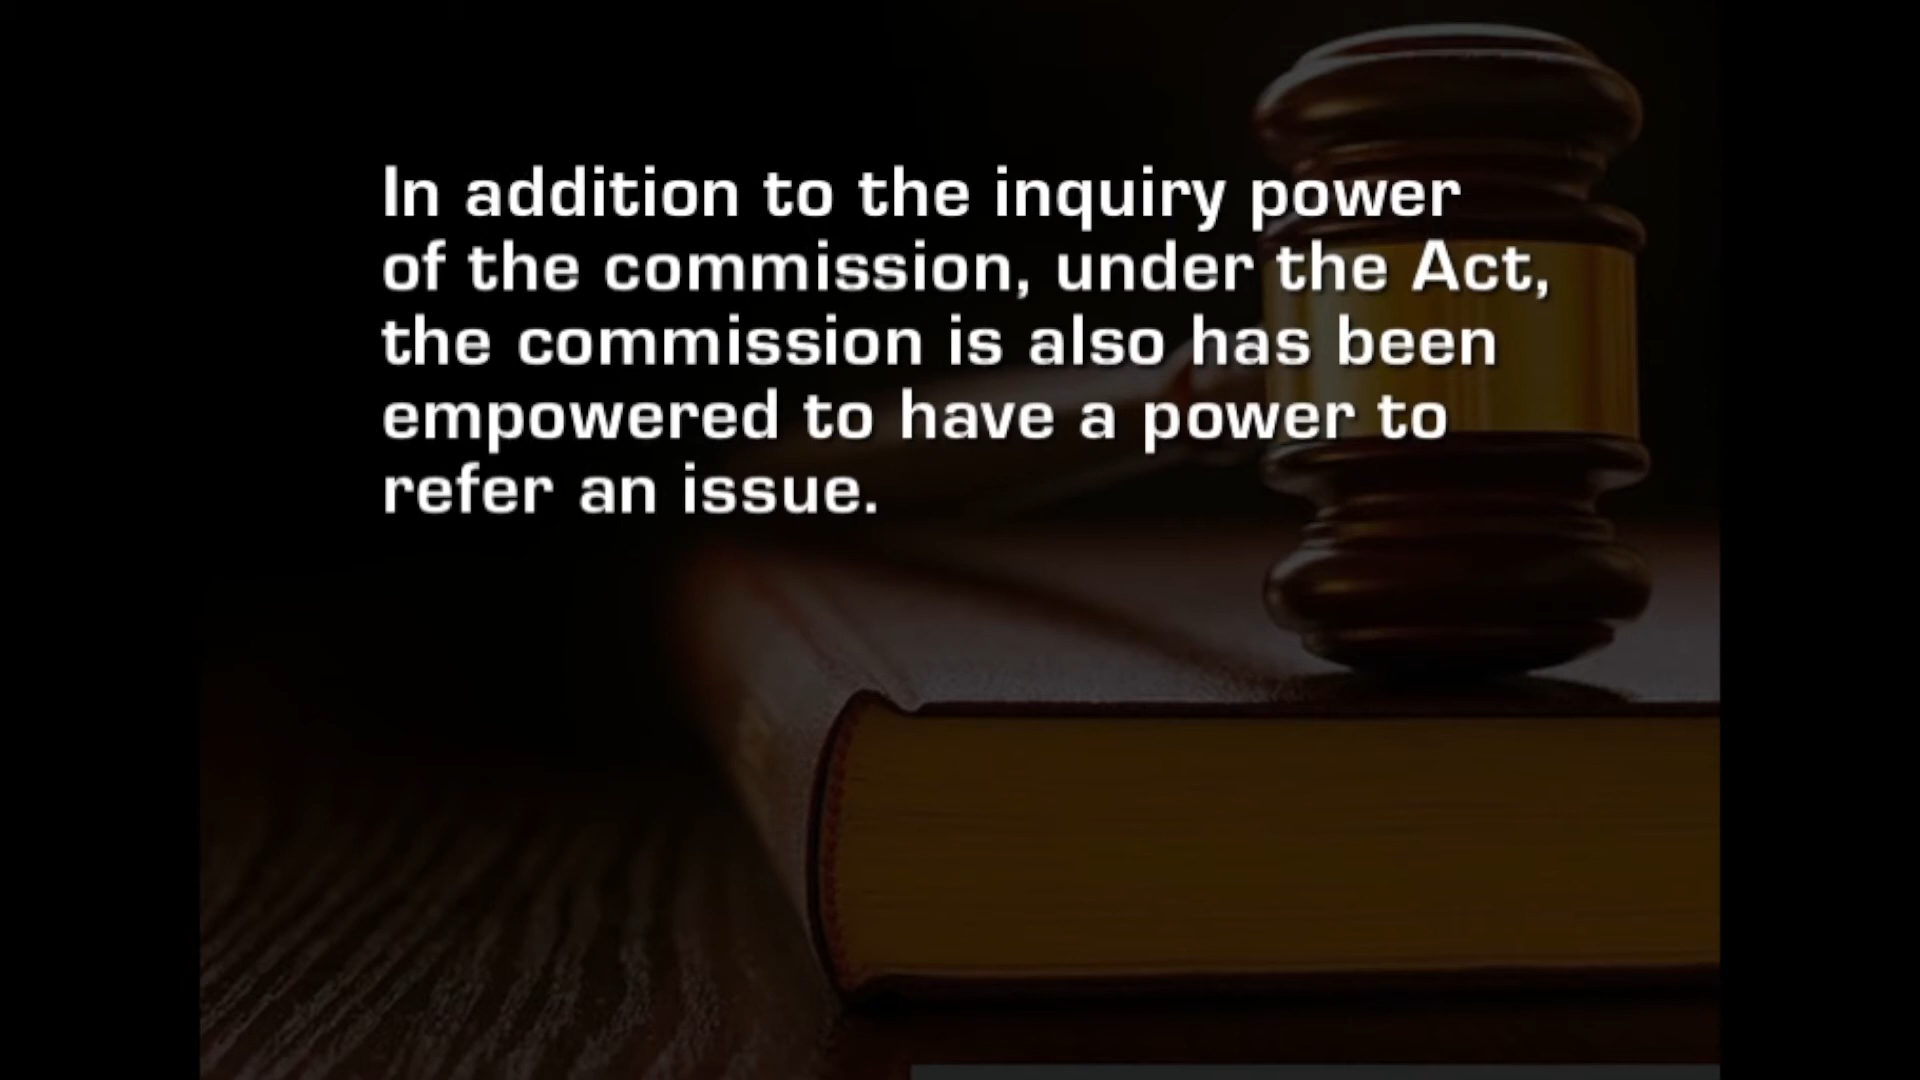 In addition to the inquiry power
of the commission, under the Act,
the commission is also has been
empowered to have a power to
refer an issue.